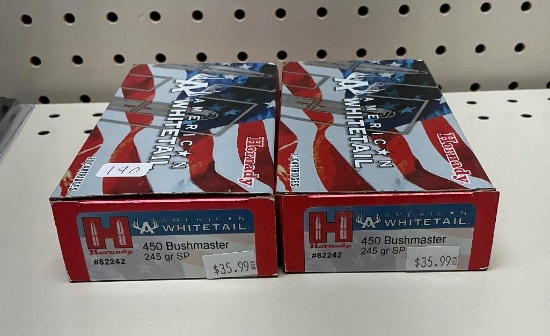 AMERICAN
WHITETAIL
Hornady
140
AMERICAN
WHITETAIL
Hornady
H
Hornady
AMERICAN
WHITETAIL
450 Bushmaster
245 gr SP
#82242
$35.99
H
Hornady
AMERICAN
WHITETAIL
450 Bushmaster
245 gr SP
#82242
$35.99